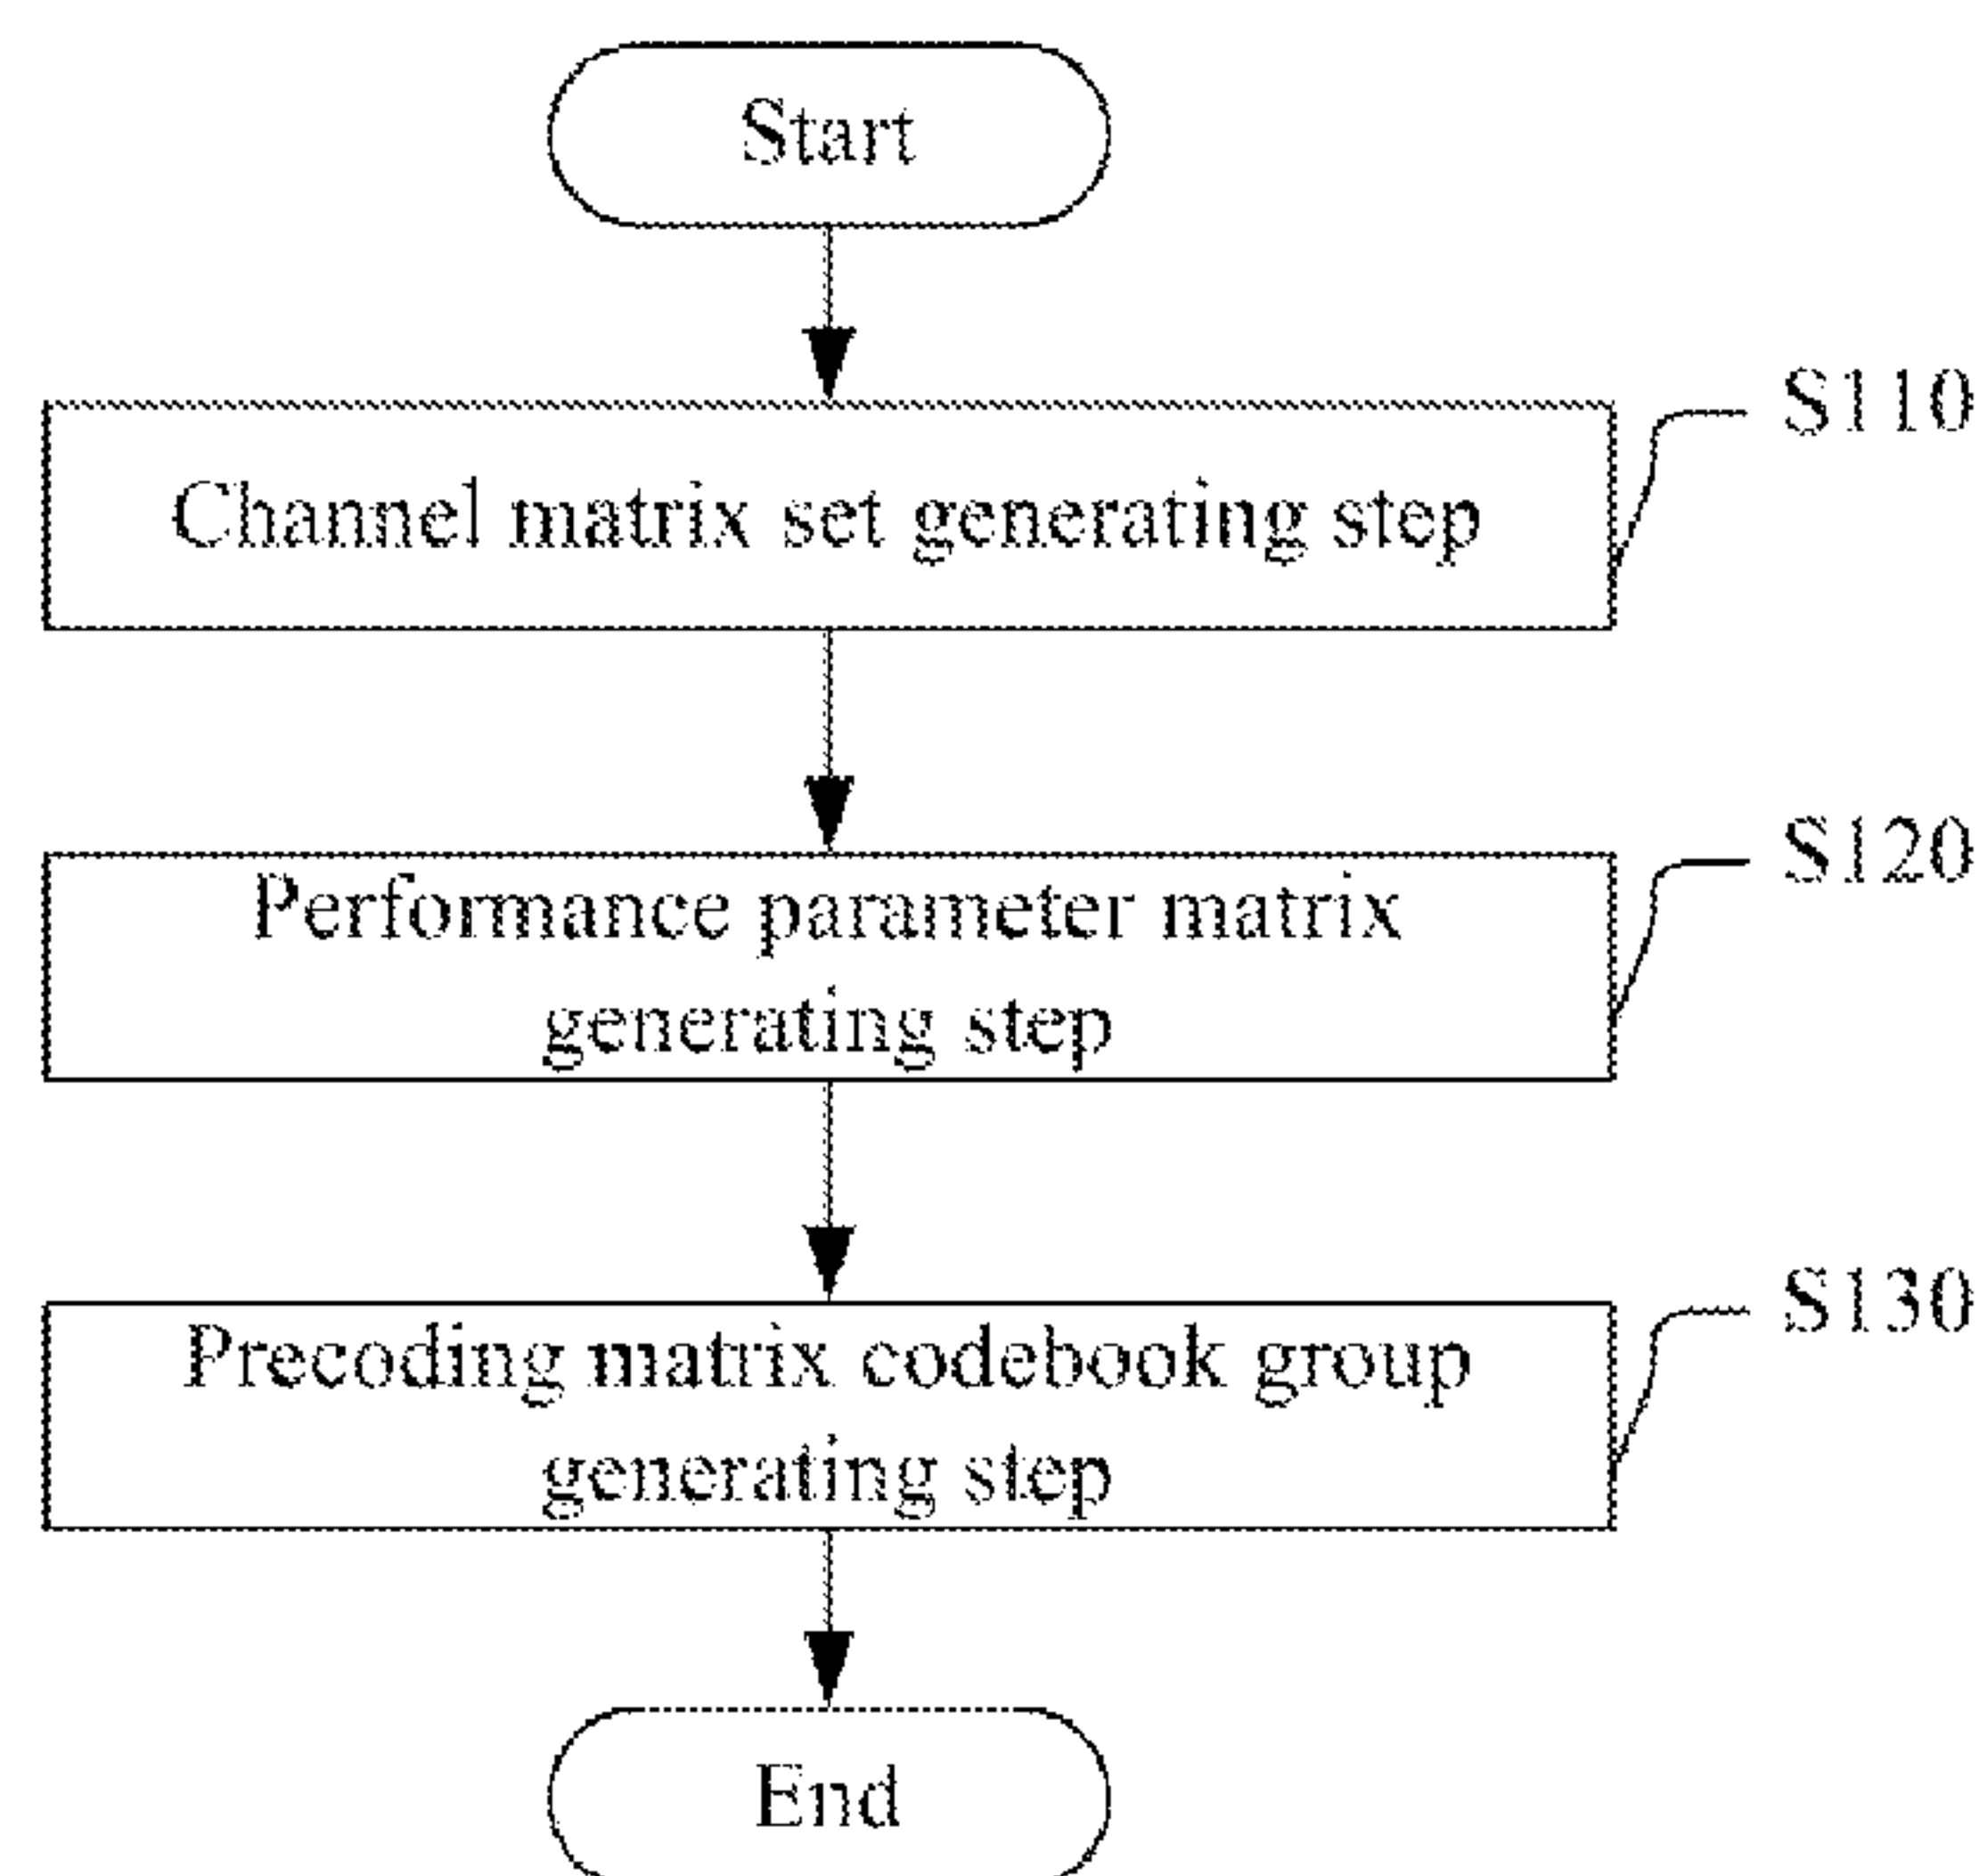 Start
S110
Channel matrix set generating step
S120
Performance parameter matrix
generating step
S130
Precoding matrix codebook group
generating step
End